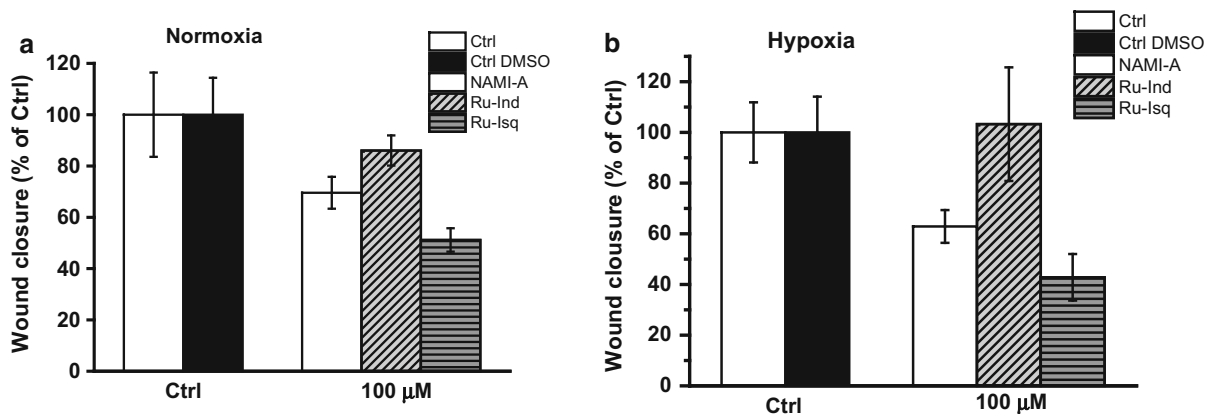 a
Normoxia
Ctrl
Ctrl DMSO
NAMI-A
Ru-Ind
Ru-Isq
Wound closure (% of Ctrl)
120
100
80
60
40
20
0
Ctrl
100 μM
b
Hypoxia
Ctrl
Ctrl DMSO
NAMI-A
Ru-Ind
Ru-Isq
Wound clousure (% of Ctrl)
120
100
80
60
40
20
0
Ctrl
100 μM